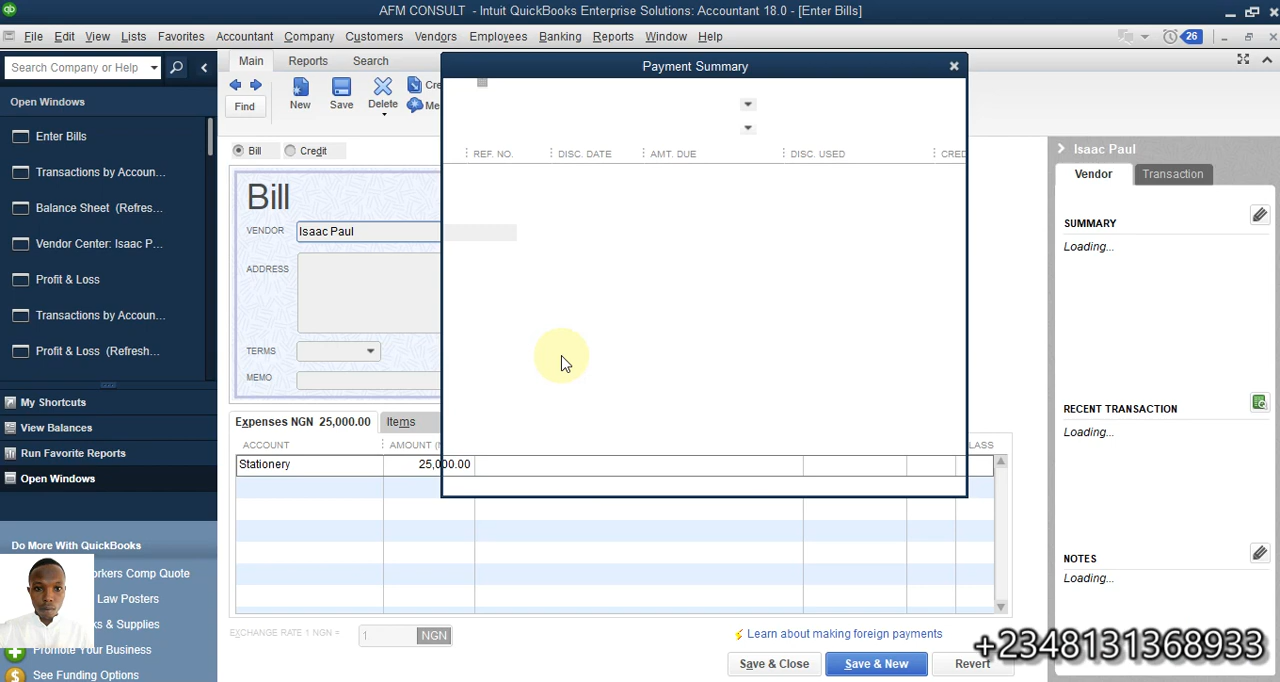 AFM CONSULT - Intuit QuickBooks Enterprise Solutions: Accountant 18.0 - [Enter Bills]
File Edit View Lists Favorites Accountant Company Customers Vendors Employees Banking Reports Window Help
26
Search Company or Help
Main Reports Search
Find
New
Save
Delete
Cre
Me
Payment Summary
REF. NO. DISC. DATE AMT. DUE DISC. USED CRED
Open Windows
Enter Bills
Transactions by Accoun...
Balance Sheet (Refres...
Vendor Center: Isaac P...
Profit & Loss
Transactions by Accoun...
Profit & Loss (Refresh...
My Shortcuts
View Balances
Run Favorite Reports
Open Windows
Do More With QuickBooks
orkers Comp Quote
Law Posters
ks & Supplies
Promote Your Business
See Funding Options
Bill Credit
Bill
VENDOR Isaac Paul
ADDRESS
TERMS
MEMO
Expenses NGN 25,000.00 Items
ACCOUNT AMOUNT ( LASS
Stationery 25,000.00
EXCHANGE RATE 1 NGN = 1 NGN
Learn about making foreign payments
Save & Close Save & New Revert
Isaac Paul
Vendor Transaction
SUMMARY
Loading...
RECENT TRANSACTION
Loading...
NOTES
Loading...
+2348131368933